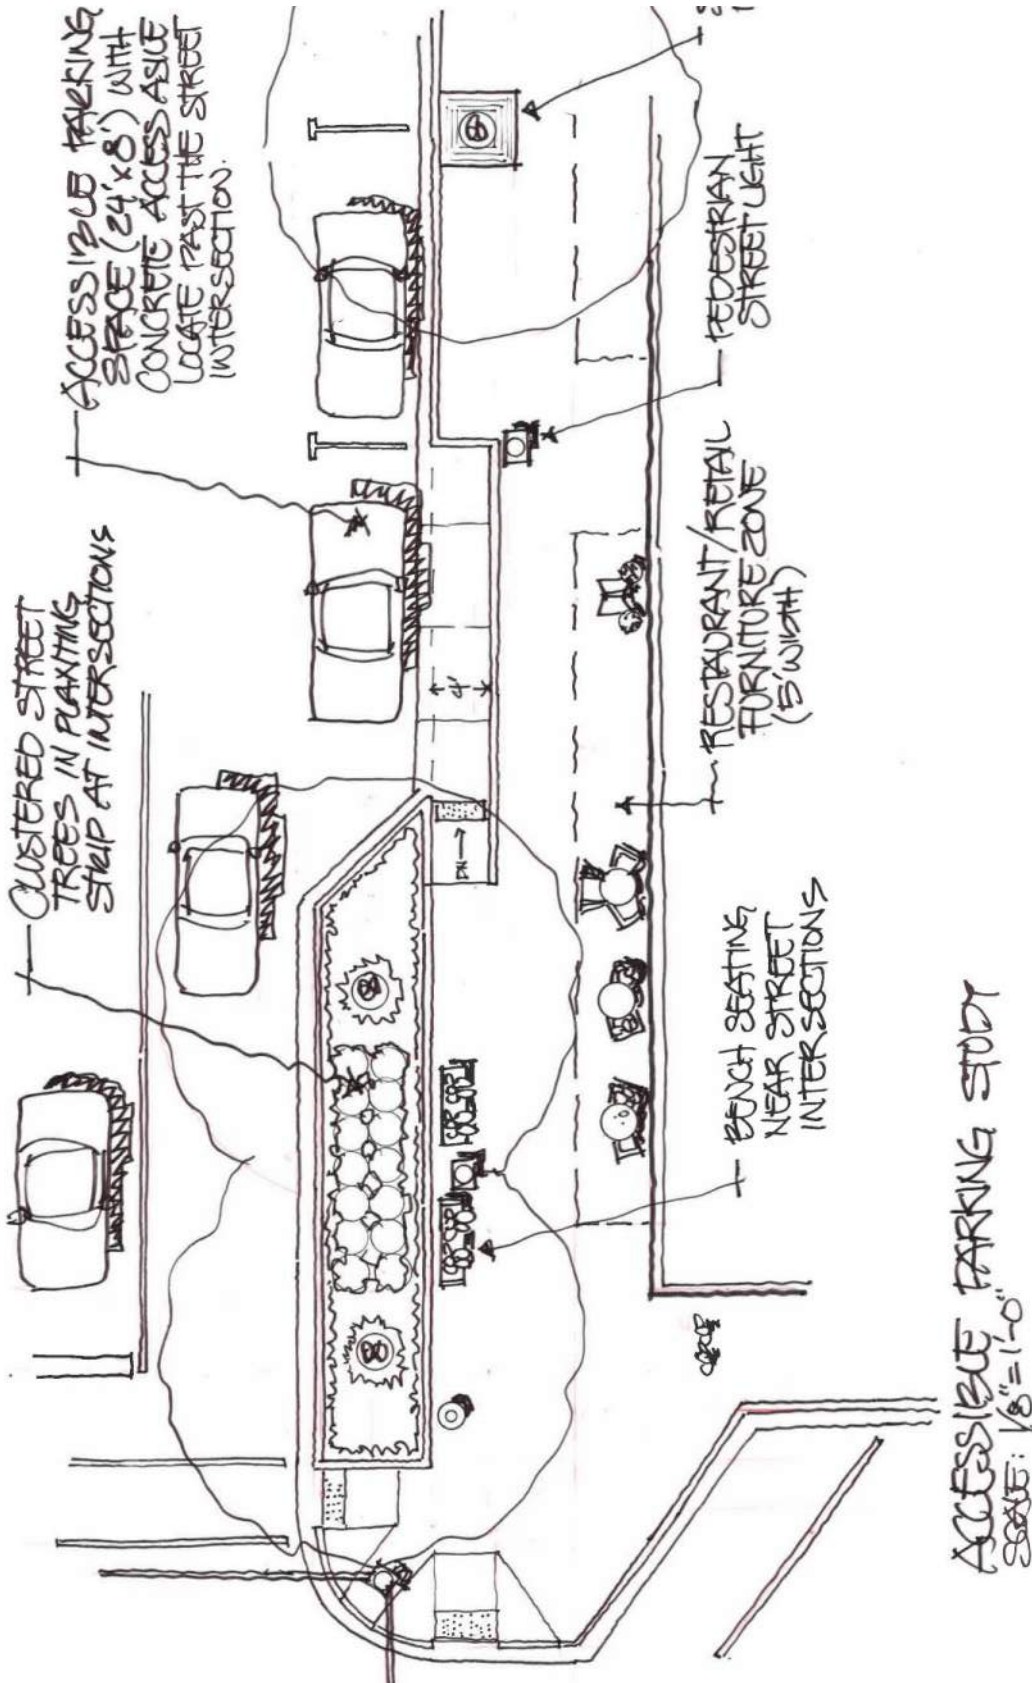 CLUSTERED STREET
TREES IN PLANTING
STRIP AT INTERSECTIONS
ACCESSIBLE PARKING
SPACE (24'x8') WITH
CONCRETE ACCESS AISLE
LOCATE PAST THE STREET
INTERSECTION.
4'
DN
BENCH SEATING
NEAR STREET
INTERSECTIONS
RESTAURANT/RETAIL
FURNITURE ZONE
(5' WIDTH)
PEDESTRIAN
STREET LIGHT
ACCESSIBLE PARKING STUDY
SCALE: 1/8"=1'-0"